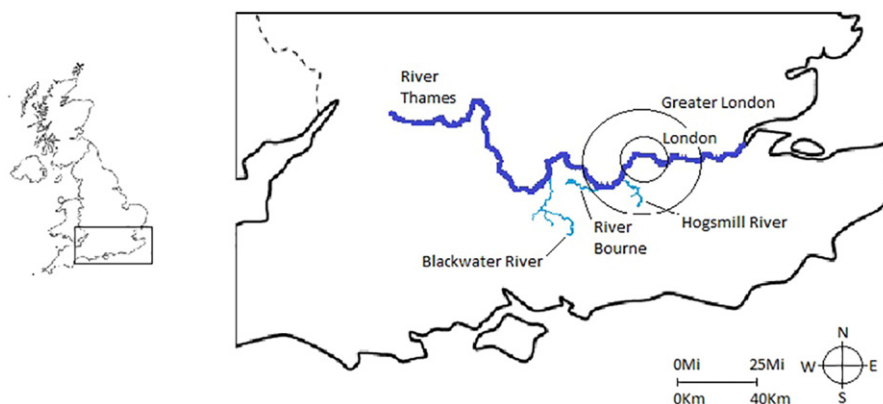 River
Thames
Greater London
London
River
Bourne
Hogsmill River
Blackwater River
N
W E
S
0Mi 25Mi
0Km 40Km